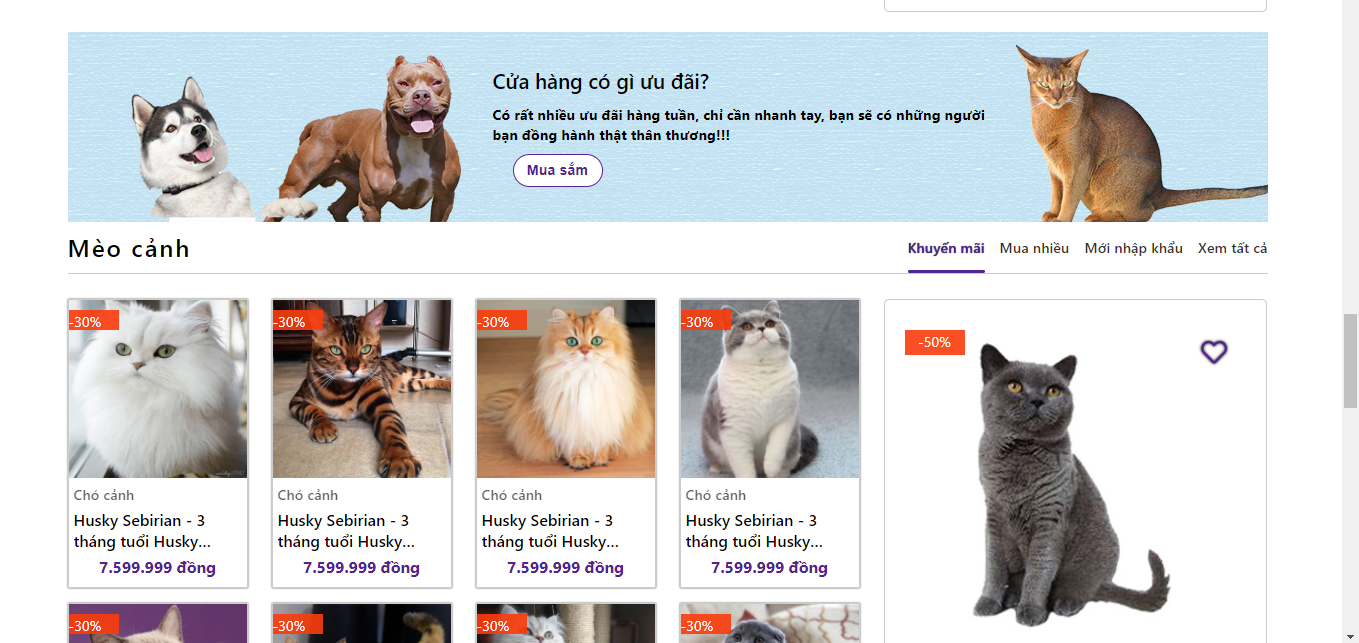 Cửa hàng có gì ưu đãi?
Có rất nhiều ưu đãi hàng tuần, chỉ cần nhanh tay, bạn sẽ có những người
bạn đồng hành thật thân thương!!!
Mua sắm
Mèo cảnh
Khuyến mãi Mua nhiều Mới nhập khẩu Xem tất cả
-30% -30% -30% -30% -50%
Chó cảnh Chó cảnh Chó cảnh Chó cảnh
Husky Sebirian - 3 Husky Sebirian - 3 Husky Sebirian - 3 Husky Sebirian - 3
tháng tuổi Husky... tháng tuổi Husky... tháng tuổi Husky... tháng tuổi Husky...
7.599.999 đồng 7.599.999 đồng 7.599.999 đồng 7.599.999 đồng
-30% -30% -30% -30%